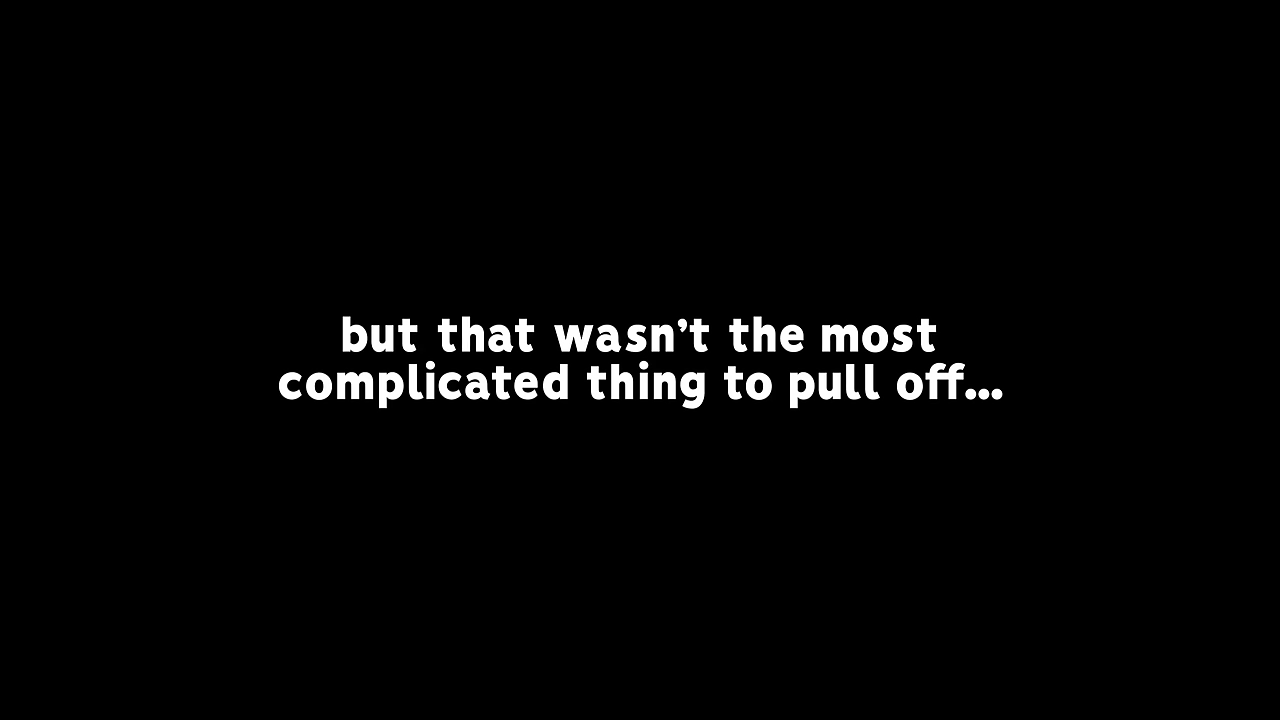 but that wasn’t the most
complicated thing to pull off...